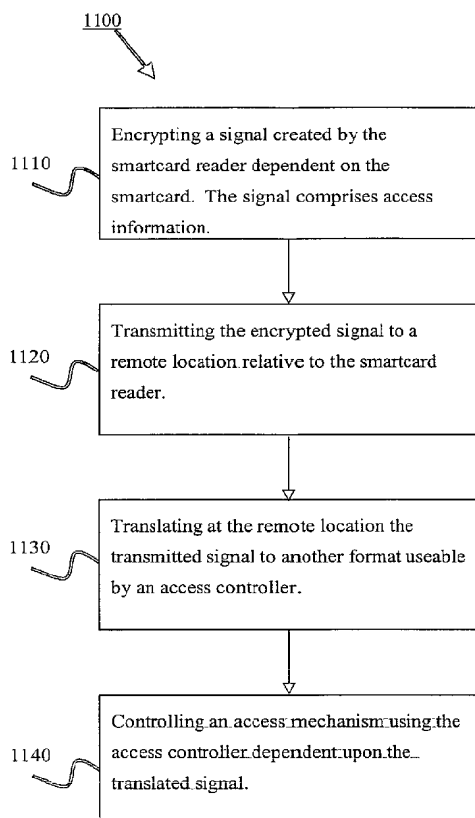 1100
1110
Encrypting a signal created by the
smartcard reader dependent on the
smartcard. The signal comprises access
information.
1120
Transmitting the encrypted signal to a
remote location relative to the smartcard
reader.
1130
Translating at the remote location the
transmitted signal to another format useable
by an access controller.
1140
Controlling an access mechanism using the
access controller dependent upon the
translated signal.